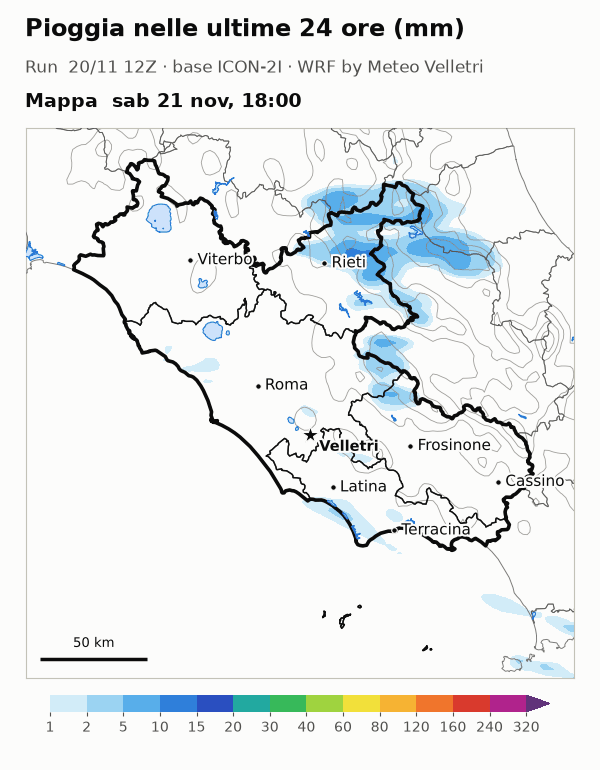 Pioggia nelle ultime 24 ore (mm)
Run  20/11 12Z · base ICON-2I · WRF by Meteo Velletri
Mappa  sab 21 nov, 18:00
Viterbo
Rieti
Roma
Velletri
Frosinone
Latina
Cassino
Terracina
50 km
1 2 5 10 15 20 30 40 60 80 120 160 240 320